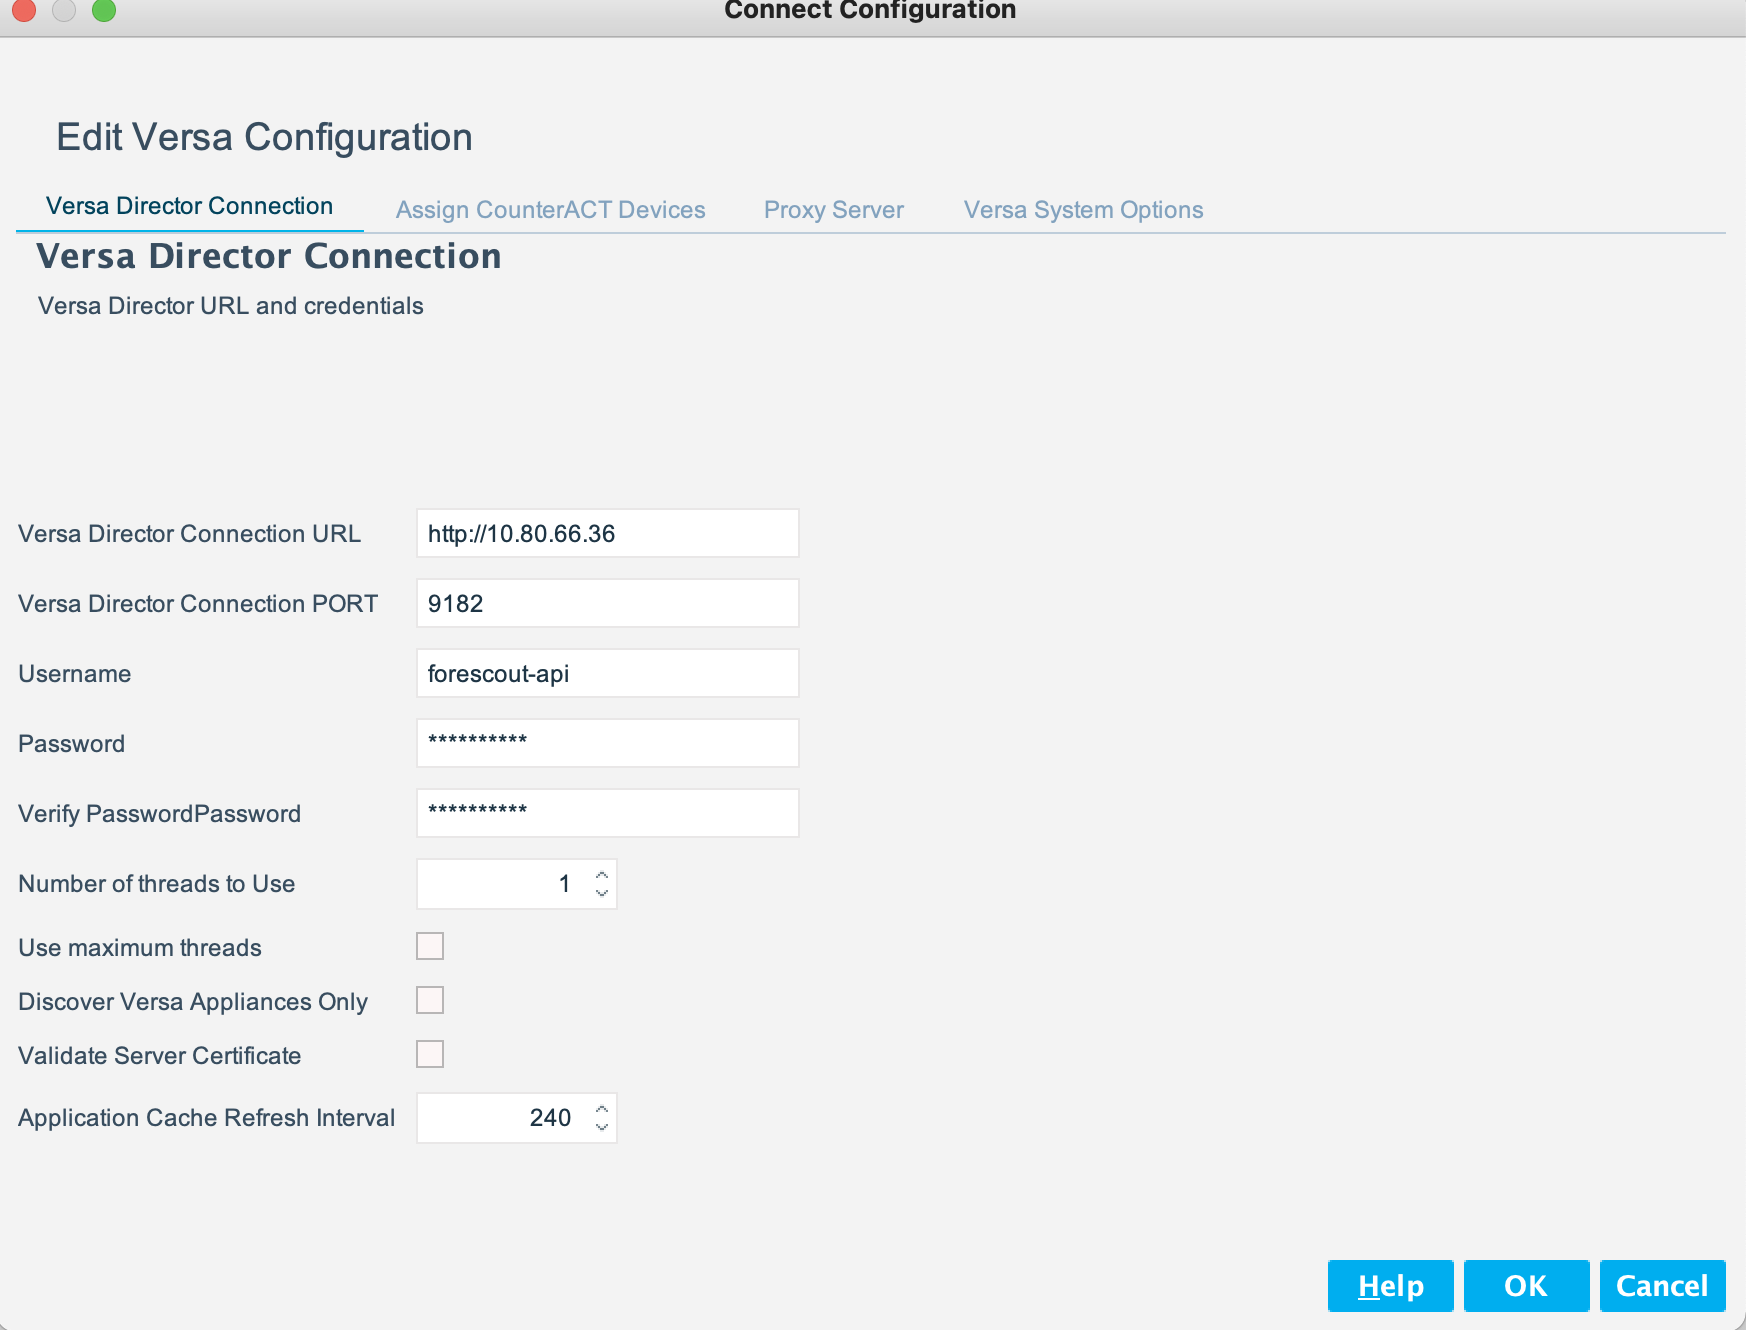 Connect Configuration
Edit Versa Configuration
Versa Director Connection Assign CounterACT Devices Proxy Server Versa System Options
Versa Director Connection
Versa Director URL and credentials
Versa Director Connection URL http://10.80.66.36
Versa Director Connection PORT 9182
Username forescout-api
Password **********
Verify PasswordPassword **********
Number of threads to Use 1
Use maximum threads
Discover Versa Appliances Only
Validate Server Certificate
Application Cache Refresh Interval 240
Help OK Cancel